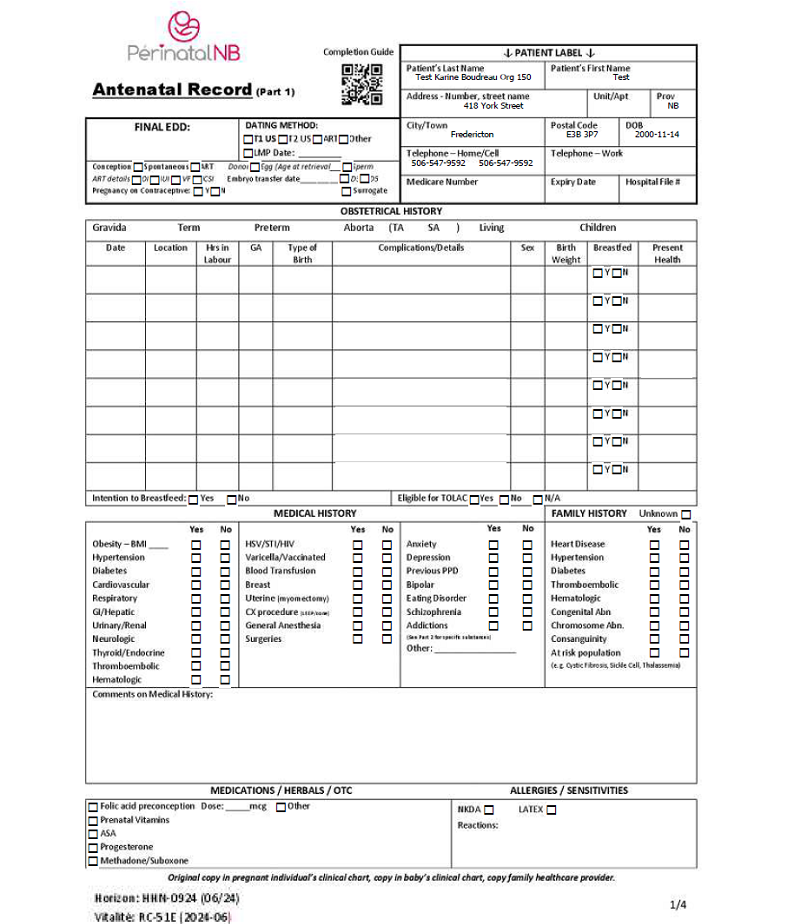 PérinatalNB
Completion Guide
Antenatal Record (Part 1)
↓ PATIENT LABEL ↓
Patient's Last Name
Test Karine Boudreau Org 150
Patient's First Name
Test
Address - Number, street name
418 York Street
Unit/Apt
Prov
NB
City/Town
Fredericton
Postal Code
E3B 3P7
DOB
2000-11-14
Telephone – Home/Cell
506-547-9592 506-547-9592
Telephone – Work
Medicare Number
Expiry Date
Hospital File #
FINAL EDD:
DATING METHOD:
T1 US T2 US ART Other
LMP Date: ________
Conception Spontaneous ART Donor Egg (Age at retrieval__ Sperm
ART details OI IUI IVF ICSI Embryo transfer date________ D3 D5
Pregnancy on Contraceptive: Y N Surrogate
OBSTETRICAL HISTORY
Gravida Term Preterm Aborta (TA SA ) Living Children
Date Location Hrs in Labour GA Type of Birth Complications/Details Sex Birth Weight Breastfed Present Health
Y N
Y N
Y N
Y N
Y N
Y N
Y N
Y N
Intention to Breastfeed: Yes No Eligible for TOLAC Yes No N/A
MEDICAL HISTORY
FAMILY HISTORY Unknown
Yes No
Obesity – BMI ____
Hypertension
Diabetes
Cardiovascular
Respiratory
GI/Hepatic
Urinary/Renal
Neurologic
Thyroid/Endocrine
Thromboembolic
Hematologic
Yes No
HSV/STI/HIV
Varicella/Vaccinated
Blood Transfusion
Breast
Uterine (myomectomy)
CX procedure (LEEP/cone)
General Anesthesia
Surgeries
Yes No
Anxiety
Depression
Previous PPD
Bipolar
Eating Disorder
Schizophrenia
Addictions
(See Part 2 for specific substances)
Other: ________________
Yes No
Heart Disease
Hypertension
Diabetes
Thromboembolic
Hematologic
Congenital Abn
Chromosome Abn.
Consanguinity
At risk population
(e.g. Cystic Fibrosis, Sickle Cell, Thalassemia)
Comments on Medical History:
MEDICATIONS / HERBALS / OTC
Folic acid preconception Dose: _____mcg Other
Prenatal Vitamins
ASA
Progesterone
Methadone/Suboxone
ALLERGIES / SENSITIVITIES
NKDA LATEX
Reactions:
Original copy in pregnant individual's clinical chart, copy in baby's clinical chart, copy family healthcare provider.
Horizon: HHN-0924 (06/24)
Vitalité: RC-51E (2024-06)
1/4